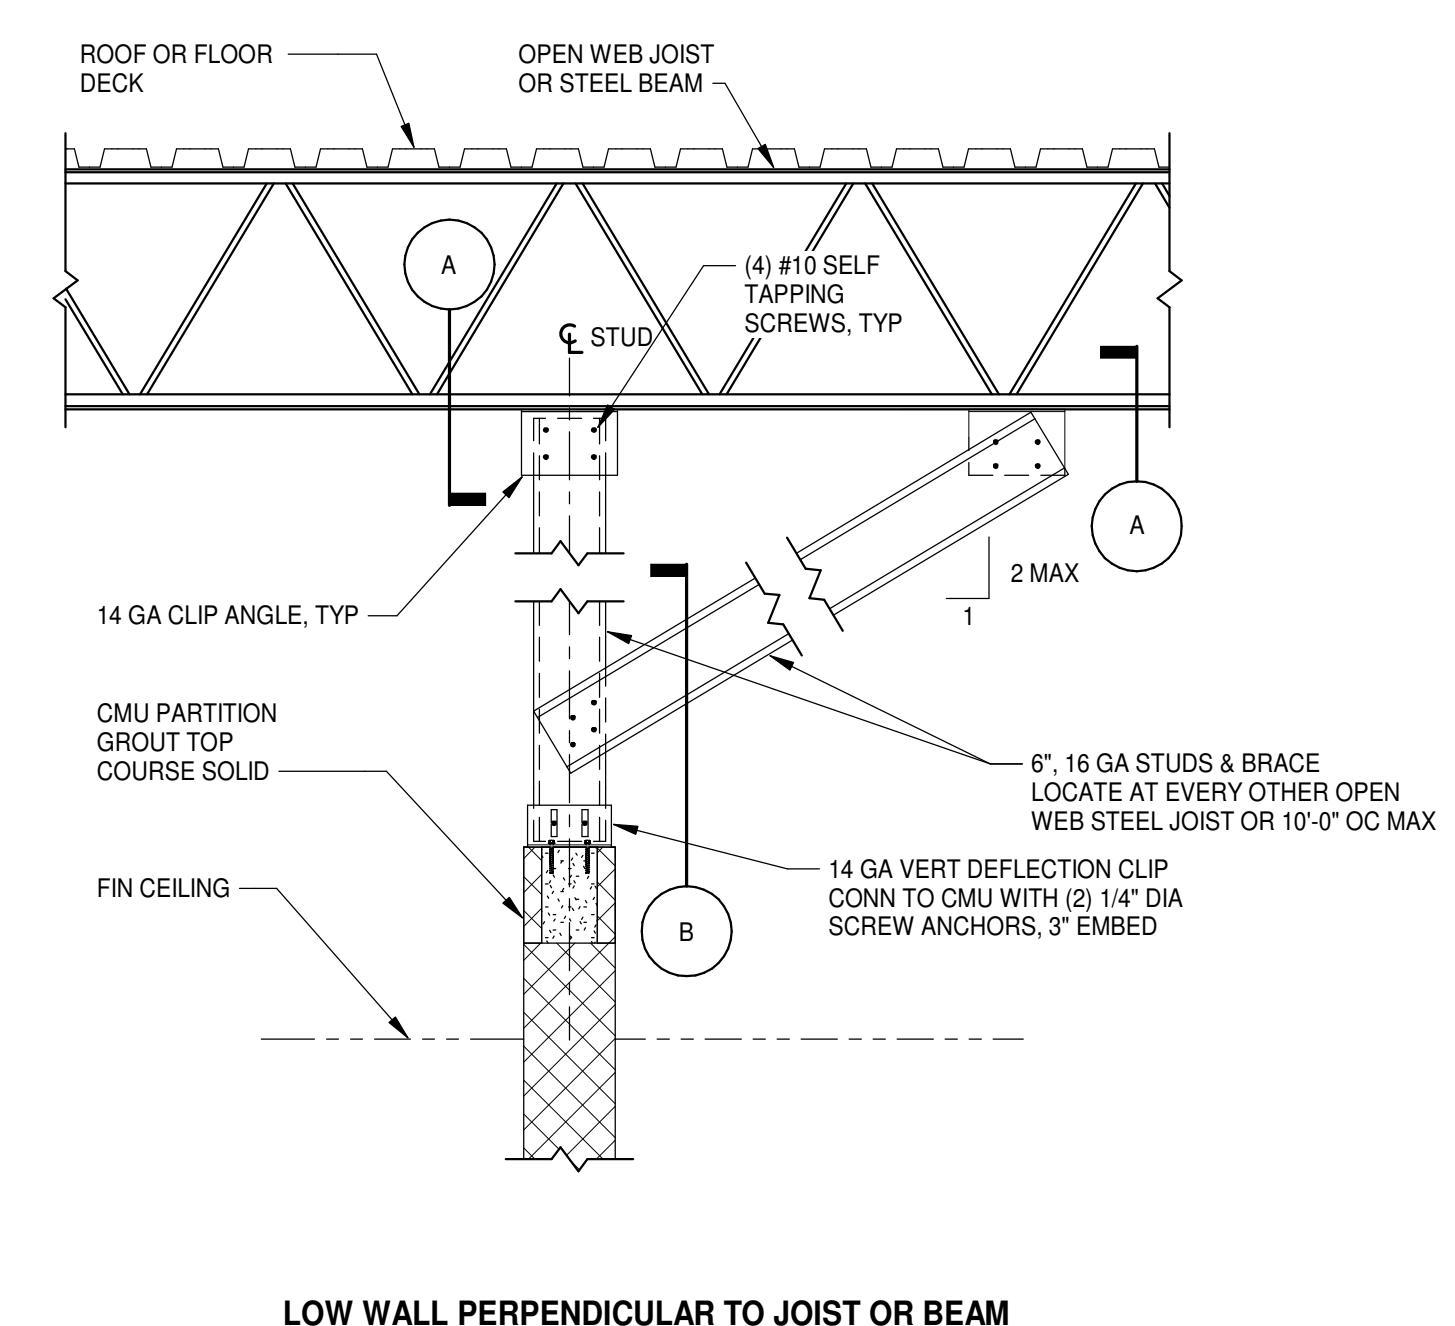 ROOF OR FLOOR
DECK
OPEN WEB JOIST
OR STEEL BEAM
A
(4) #10 SELF
TAPPING
SCREWS, TYP
℄ STUD
A
2 MAX
1
14 GA CLIP ANGLE, TYP
CMU PARTITION
GROUT TOP
COURSE SOLID
6", 16 GA STUDS & BRACE
LOCATE AT EVERY OTHER OPEN
WEB STEEL JOIST OR 10'-0" OC MAX
14 GA VERT DEFLECTION CLIP
CONN TO CMU WITH (2) 1/4" DIA
SCREW ANCHORS, 3" EMBED
FIN CEILING
B
LOW WALL PERPENDICULAR TO JOIST OR BEAM